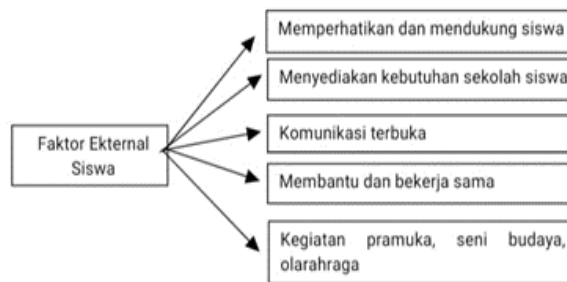 Memperhatikan dan mendukung siswa
Menyediakan kebutuhan sekolah siswa
Faktor Ekternal
Siswa
Komunikasi terbuka
Membantu dan bekerja sama
Kegiatan pramuka, seni budaya,
olarahraga